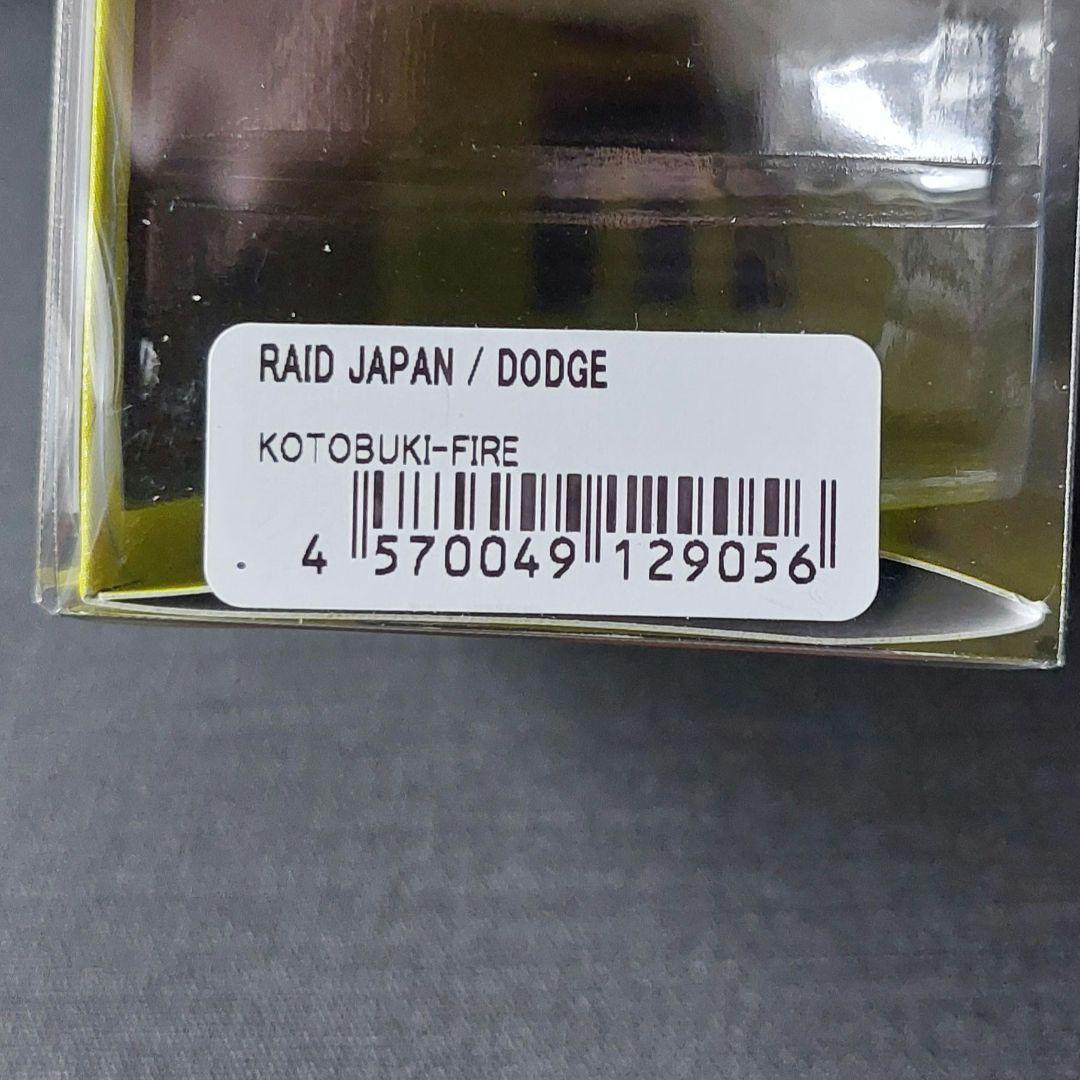 RAID JAPAN / DODGE
KOTOBUKI-FIRE
4 570049 129056